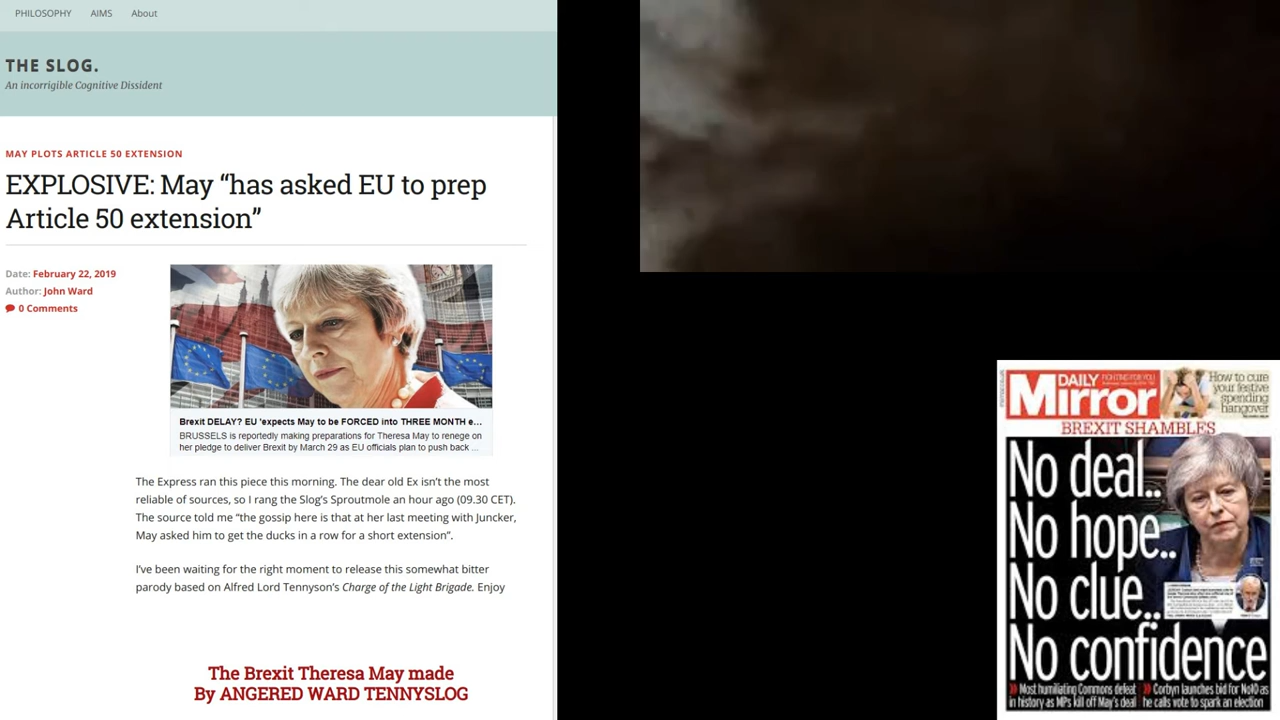 PHILOSOPHY AIMS About
THE SLOG.
An incorrigible Cognitive Dissident
MAY PLOTS ARTICLE 50 EXTENSION
EXPLOSIVE: May “has asked EU to prep
Article 50 extension”
Date: February 22, 2019
Author: John Ward
0 Comments
Brexit DELAY? EU 'expects May to be FORCED into THREE MONTH e...
BRUSSELS is reportedly making preparations for Theresa May to renege on
her pledge to deliver Brexit by March 29 as EU officials plan to push back ...
The Express ran this piece this morning. The dear old Ex isn’t the most
reliable of sources, so I rang the Slog’s Sproutmole an hour ago (09.30 CET).
The source told me “the gossip here is that at her last meeting with Juncker,
May asked him to get the ducks in a row for a short extension”.
I’ve been waiting for the right moment to release this somewhat bitter
parody based on Alfred Lord Tennyson’s Charge of the Light Brigade. Enjoy
The Brexit Theresa May made
By ANGERED WARD TENNYSLOG
DAILY
Mirror
FIGHTING FOR YOU
How to cure
your festive
spending
hangover
BREXIT SHAMBLES
No deal..
No hope..
No clue..
No confidence
Most humiliating Commons defeat
in history as MPs kill off May's deal
Corbyn launches bid for No10 as
he calls vote to spark an election